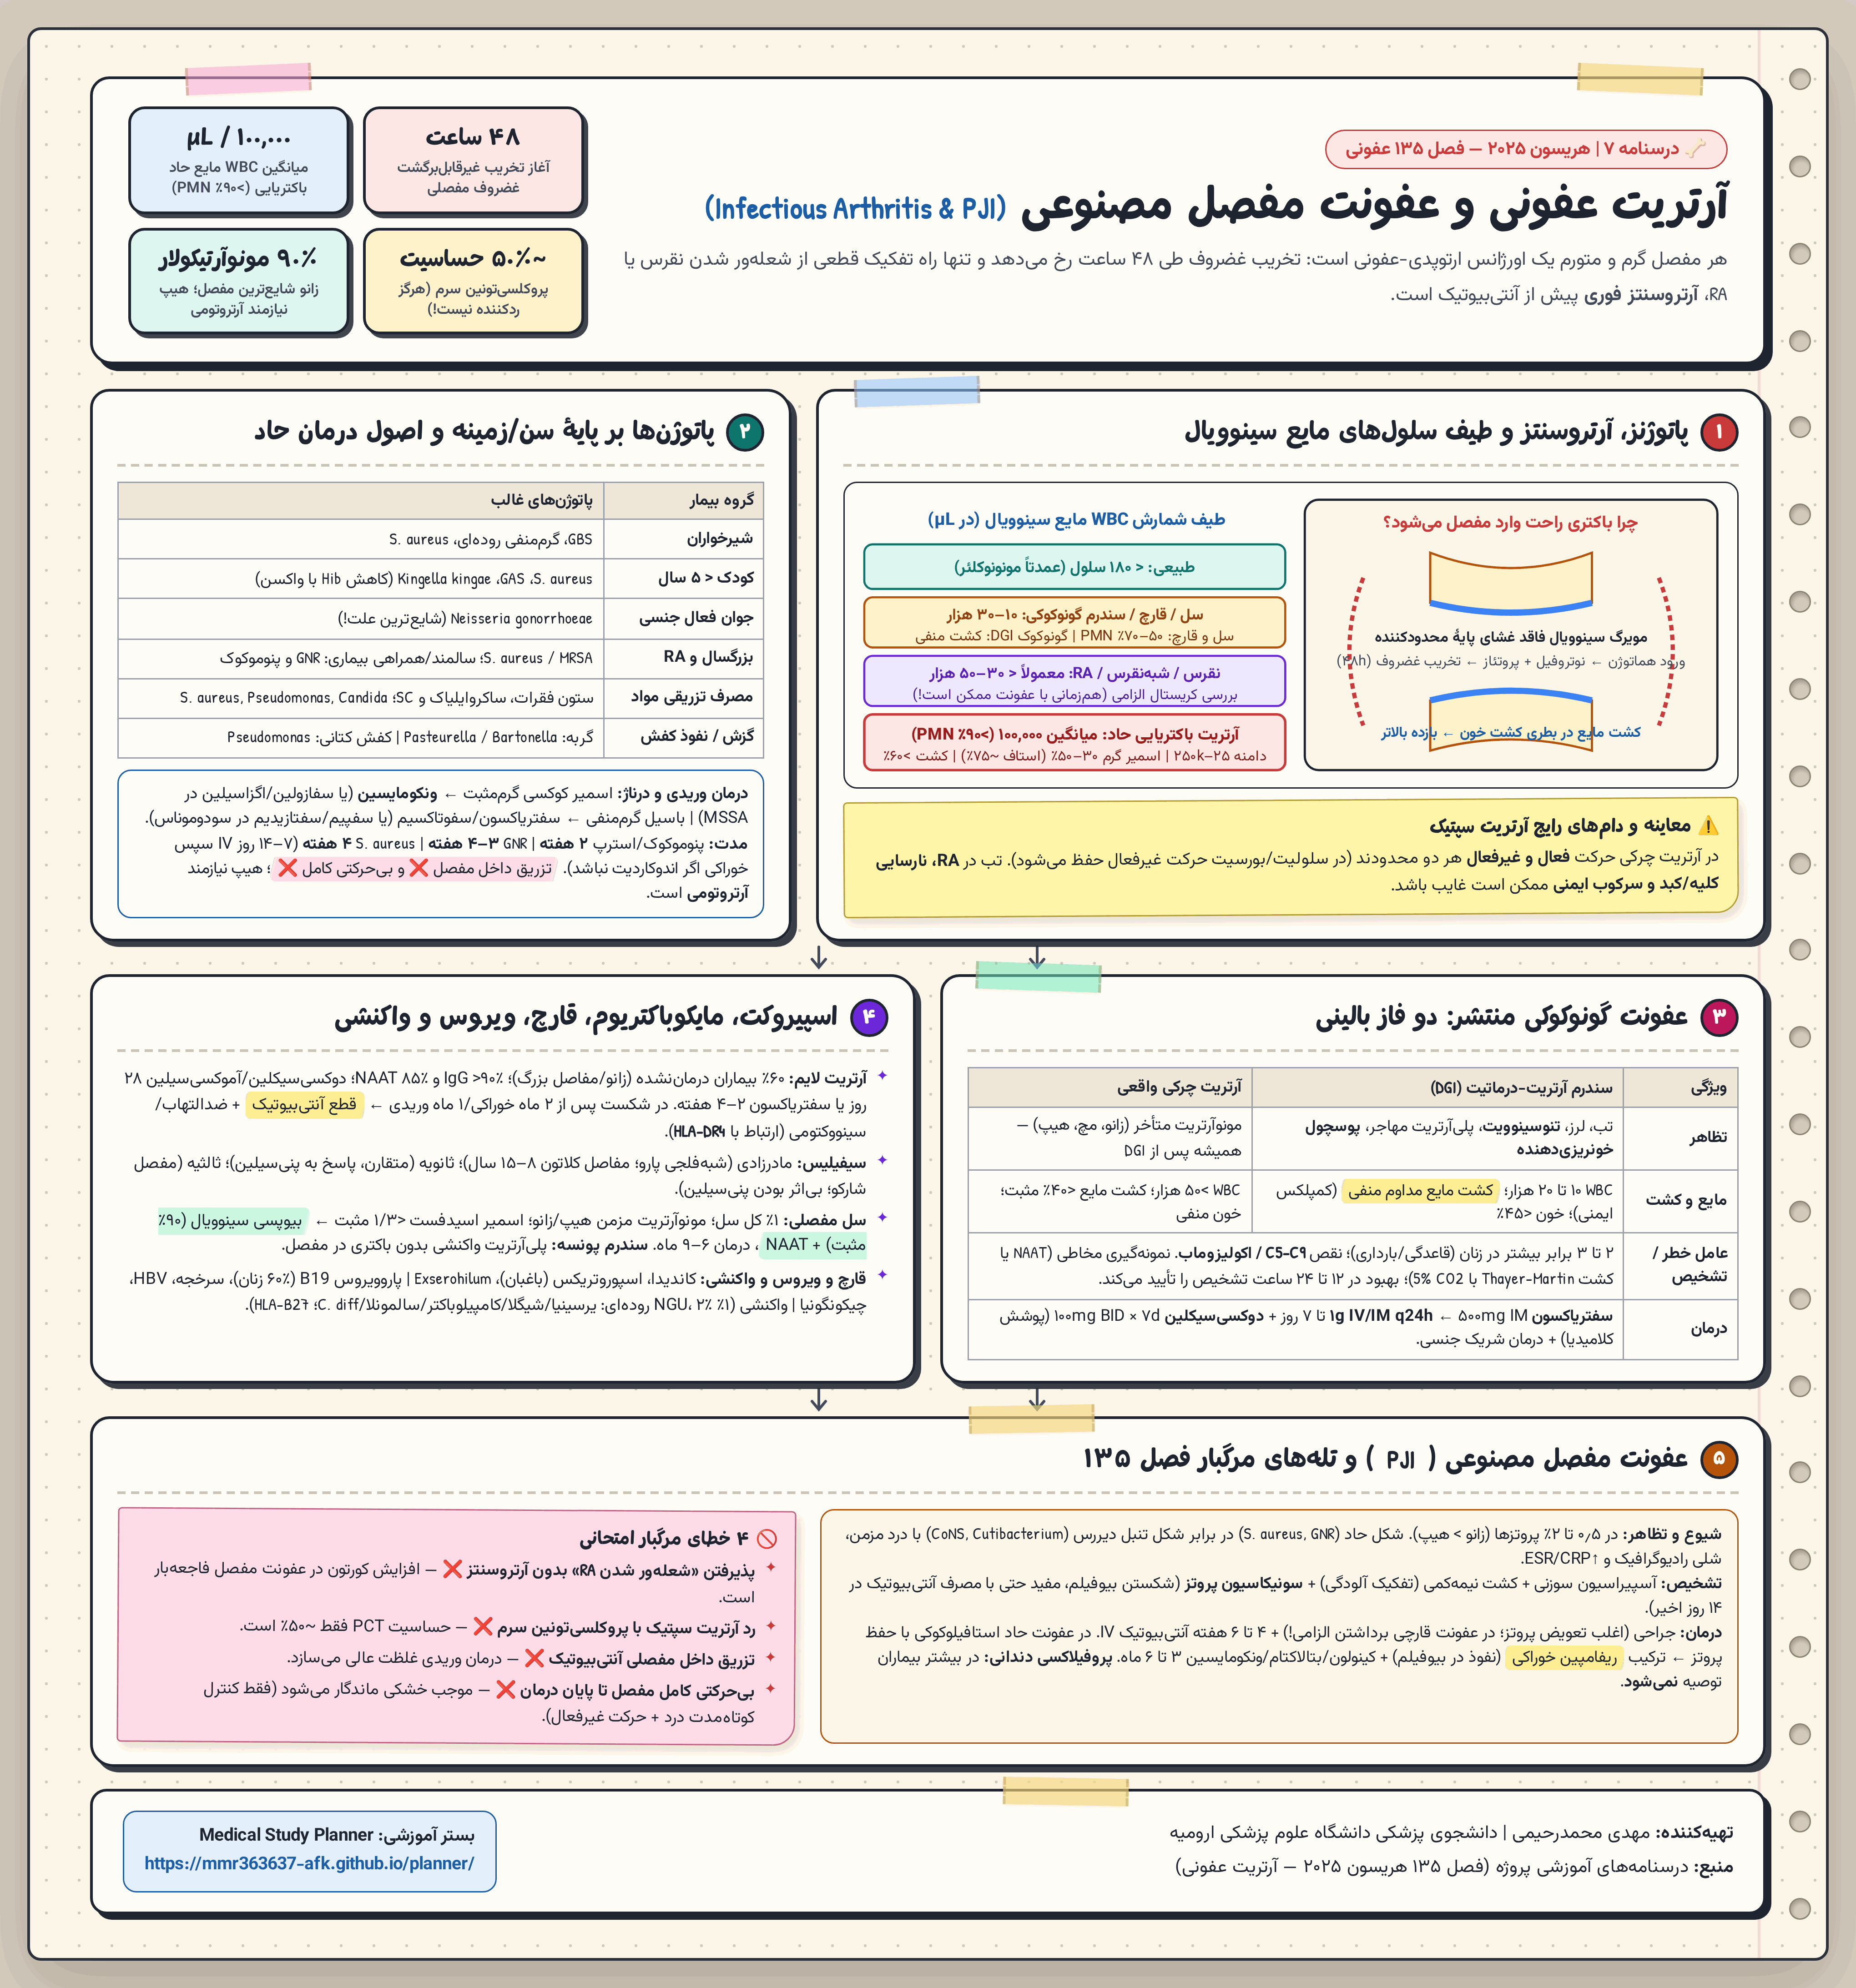 🦴 درسنامه ۷ | هریسون ۲۰۲۵ – فصل ۱۳۵ عفونی
آرتریت عفونی و عفونت مفصل مصنوعی (Infectious Arthritis & PJI)
هر مفصل گرم و متورم یک اورژانس ارتوپدی-عفونی است: تخریب غضروف طی ۴۸ ساعت رخ می‌دهد و تنها راه تفکیک قطعی از شعله‌ور شدن نقرس یا
RA، آرتروسنتز فوری پیش از آنتی‌بیوتیک است.
۴۸ ساعت
آغاز تخریب غیرقابل‌برگشت
غضروف مفصلی
۱۰۰,۰۰۰ / µL
میانگین WBC مایع حاد
باکتریایی (>۹۰٪ PMN)
~۵۰٪ حساسیت
پروکلسی‌تونین سرم (هرگز
ردکننده نیست!)
۹۰٪ مونوآرتیکولار
زانو شایع‌ترین مفصل؛ هیپ
نیازمند آرتروتومی
۱ پاتوژنز، آرتروسنتز و طیف سلول‌های مایع سینوویال
چرا باکتری راحت وارد مفصل می‌شود؟
مویرگ سینوویال فاقد غشای پایهٔ محدودکننده
ورود هماتوژن ← نوتروفیل + پروتئاز ← تخریب غضروف (۴۸h)
کشت مایع در بطری کشت خون ← بازده بالاتر
طیف شمارش WBC مایع سینوویال (در µL)
طبیعی: < ۱۸۰ سلول (عمدتاً مونونوکلئر)
سل / قارچ / سندرم گونوکوکی: ۱۰–۳۰ هزار
سل و قارچ: ۵۰–۷۰٪ PMN | گونوکوک DGI: کشت منفی
نقرس / شبه‌نقرس / RA: معمولاً < ۳۰–۵۰ هزار
بررسی کریستال الزامی (هم‌زمانی با عفونت ممکن است!)
آرتریت باکتریایی حاد: میانگین ۱۰۰,۰۰۰ (>۹۰٪ PMN)
دامنه ۲۵–۲۵۰k | اسمیر گرم ۳۰–۵۰٪ (استاف ~۷۵٪) | کشت >۶۰٪
⚠️ معاینه و دام‌های رایج آرتریت سپتیک
در آرتریت چرکی حرکت فعال و غیرفعال هر دو محدودند (در سلولیت/بورسیت حرکت غیرفعال حفظ می‌شود). تب در RA، نارسایی
کلیه/کبد و سرکوب ایمنی ممکن است غایب باشد.
۲ پاتوژن‌ها بر پایهٔ سن/زمینه و اصول درمان حاد
گروه بیمار پاتوژن‌های غالب
شیرخواران GBS، گرم‌منفی روده‌ای، S. aureus
کودک < ۵ سال S. aureus، GAS، Kingella kingae (کاهش Hib با واکسن)
جوان فعال جنسی Neisseria gonorrhoeae (شایع‌ترین علت!)
بزرگسال و RA S. aureus / MRSA؛ سالمند/همراهی بیماری: GNR و پنوموکوک
مصرف تزریقی مواد ستون فقرات، ساکروایلیاک و SC؛ S. aureus, Pseudomonas, Candida
گزش / نفوذ کفش گربه: Pasteurella / Bartonella | کفش کتانی: Pseudomonas
درمان وریدی و درناژ: اسمیر کوکسی گرم‌مثبت ← ونکومایسین (یا سفازولین/اگزاسیلین در
MSSA) | باسیل گرم‌منفی ← سفتریاکسون/سفوتاکسیم (یا سفپیم/سفتازیدیم در سودوموناس).
مدت: پنوموکوک/استرپ ۲ هفته | GNR ۳–۴ هفته | S. aureus ۴ هفته (۷–۱۴ روز IV سپس
خوراکی اگر اندوکاردیت نباشد). تزریق داخل مفصل ❌ و بی‌حرکتی کامل ❌؛ هیپ نیازمند
آرتروتومی است.
۳ عفونت گونوکوکی منتشر: دو فاز بالینی
ویژگی سندرم آرتریت-درماتیت (DGI) آرتریت چرکی واقعی
تظاهر تب، لرز، تنوسینوویت، پلی‌آرتریت مهاجر، پوسچول
خونریزی‌دهنده
مونوآرتریت متأخر (زانو، مچ، هیپ) –
همیشه پس از DGI
مایع و کشت WBC ۱۰ تا ۲۰ هزار؛ کشت مایع مداوم منفی (کمپلکس
ایمنی)؛ خون <۴۵٪
WBC >۵۰ هزار؛ کشت مایع <۴۰٪ مثبت؛
خون منفی
عامل خطر /
تشخیص
۲ تا ۳ برابر بیشتر در زنان (قاعدگی/بارداری)؛ نقص C5-C9 / اکولیزوماب. نمونه‌گیری مخاطی (NAAT یا
کشت Thayer-Martin با 5% CO2)؛ بهبود در ۱۲ تا ۲۴ ساعت تشخیص را تأیید می‌کند.
درمان سفتریاکسون ۵۰۰mg IM ← ۱g IV/IM q24h تا ۷ روز + دوکسی‌سیکلین ۱۰۰mg BID × ۷d (پوشش
کلامیدیا) + درمان شریک جنسی.
۴ اسپیروکت، مایکوباکتریوم، قارچ، ویروس و واکنشی
✦ آرتریت لایم: ۶۰٪ بیماران درمان‌نشده (زانو/مفاصل بزرگ)؛ IgG >۹۰٪ و NAAT ۸۵٪؛ دوکسی‌سیکلین/آموکسی‌سیلین ۲۸
روز یا سفتریاکسون ۲–۴ هفته. در شکست پس از ۲ ماه خوراکی/۱ ماه وریدی ← قطع آنتی‌بیوتیک + ضدالتهاب/
سینووکتومی (ارتباط با HLA-DR4).
✦ سیفیلیس: مادرزادی (شبه‌فلجی پارو؛ مفاصل کلاتون ۸–۱۵ سال)؛ ثانویه (متقارن، پاسخ به پنی‌سیلین)؛ ثالثیه (مفصل
شارکو؛ بی‌اثر بودن پنی‌سیلین).
✦ سل مفصلی: ۱٪ کل سل؛ مونوآرتریت مزمن هیپ/زانو؛ اسمیر اسیدفست <۱/۳ مثبت ← بیوپسی سینوویال (۹۰٪
مثبت) + NAAT، درمان ۶–۹ ماه. سندرم پونسه: پلی‌آرتریت واکنشی بدون باکتری در مفصل.
✦ قارچ و ویروس و واکنشی: کاندیدا، اسپوروتریکس (باغبان)، Exserohilum | پاروویروس B19 (۶۰٪ زنان)، سرخجه، HBV،
چیکونگونیا | واکنشی (۱٪ NGU، ۲٪ روده‌ای: یرسینیا/شیگلا/کامپیلوباکتر/سالمونلا/C. diff؛ HLA-B27).
۵ عفونت مفصل مصنوعی ( PJI ) و تله‌های مرگبار فصل ۱۳۵
شیوع و تظاهر: در ۰٫۵ تا ۲٪ پروتزها (زانو > هیپ). شکل حاد (S. aureus, GNR) در برابر شکل تنبل دیررس (CoNS, Cutibacterium) با درد مزمن،
شلی رادیوگرافیک و ↑ESR/CRP.
تشخیص: آسپیراسیون سوزنی + کشت نیمه‌کمی (تفکیک آلودگی) + سونیکاسیون پروتز (شکستن بیوفیلم، مفید حتی با مصرف آنتی‌بیوتیک در
۱۴ روز اخیر).
درمان: جراحی (اغلب تعویض پروتز؛ در عفونت قارچی برداشتن الزامی!) + ۴ تا ۶ هفته آنتی‌بیوتیک IV. در عفونت حاد استافیلوکوکی با حفظ
پروتز ← ترکیب ریفامپین خوراکی (نفوذ در بیوفیلم) + کینولون/بتالاکتام/ونکومایسین ۳ تا ۶ ماه. پروفیلاکسی دندانی: در بیشتر بیماران
توصیه نمی‌شود.
🚫 ۴ خطای مرگبار امتحانی
✦ پذیرفتن «شعله‌ور شدن RA» بدون آرتروسنتز ❌ – افزایش کورتون در عفونت مفصل فاجعه‌بار
است.
✦ رد آرتریت سپتیک با پروکلسی‌تونین سرم ❌ – حساسیت PCT فقط ~۵۰٪ است.
✦ تزریق داخل مفصلی آنتی‌بیوتیک ❌ – درمان وریدی غلظت عالی می‌سازد.
✦ بی‌حرکتی کامل مفصل تا پایان درمان ❌ – موجب خشکی ماندگار می‌شود (فقط کنترل
کوتاه‌مدت درد + حرکت غیرفعال).
تهیه‌کننده: مهدی محمدرحیمی | دانشجوی پزشکی دانشگاه علوم پزشکی ارومیه
منبع: درسنامه‌های آموزشی پروژه (فصل ۱۳۵ هریسون ۲۰۲۵ – آرتریت عفونی)
بستر آموزشی: Medical Study Planner
https://mmr363637-afk.github.io/planner/